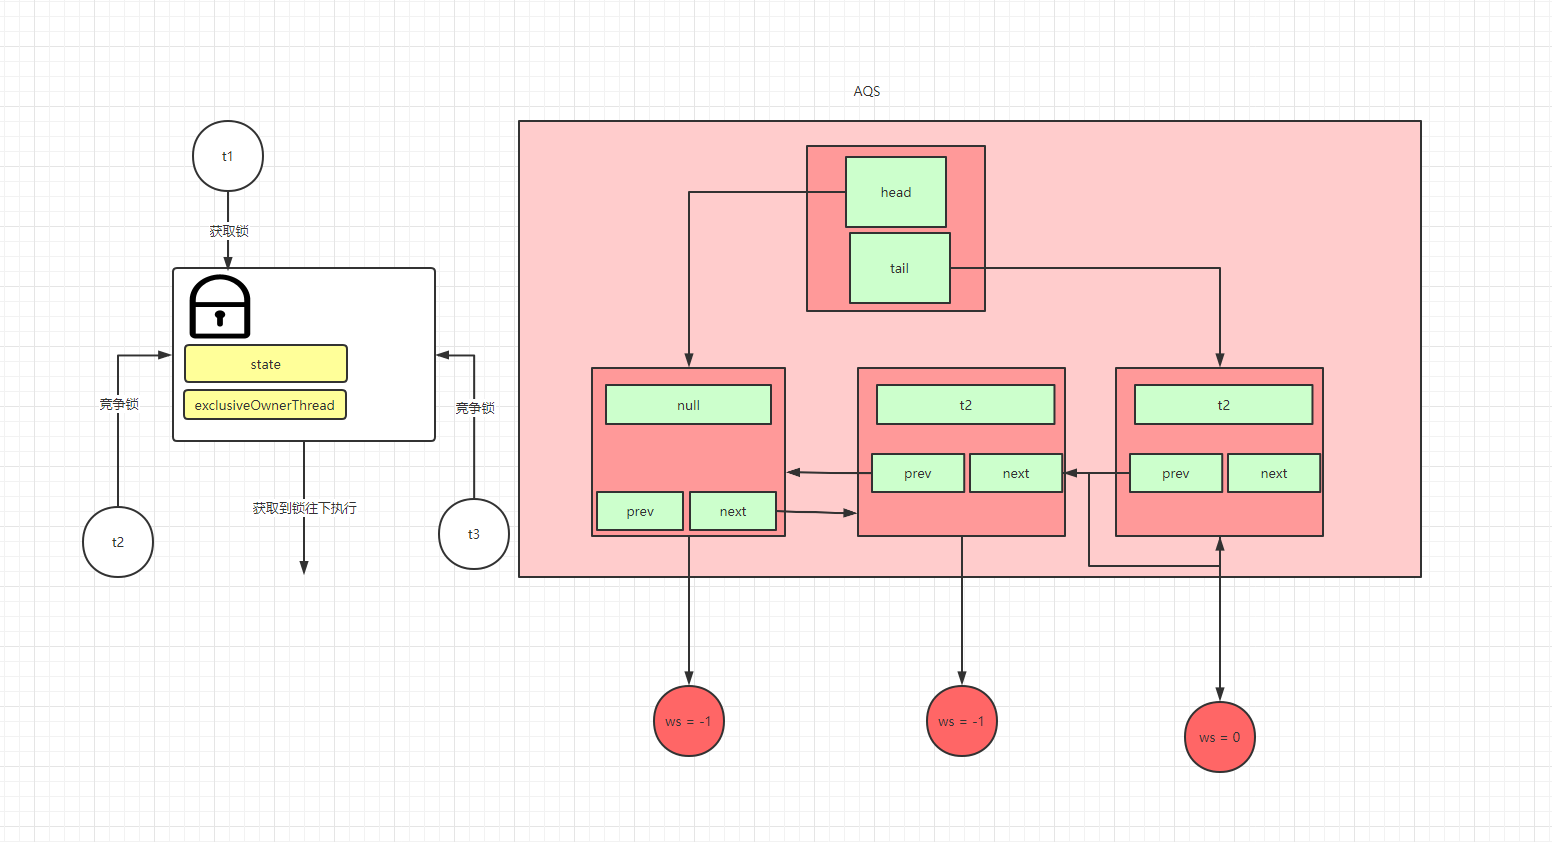 AQS
t1
获取锁
state
exclusiveOwnerThread
竞争锁
竞争锁
获取到锁往下执行
t2
t3
head
tail
null
prev
next
t2
prev
next
t2
prev
next
ws = -1
ws = -1
ws = 0